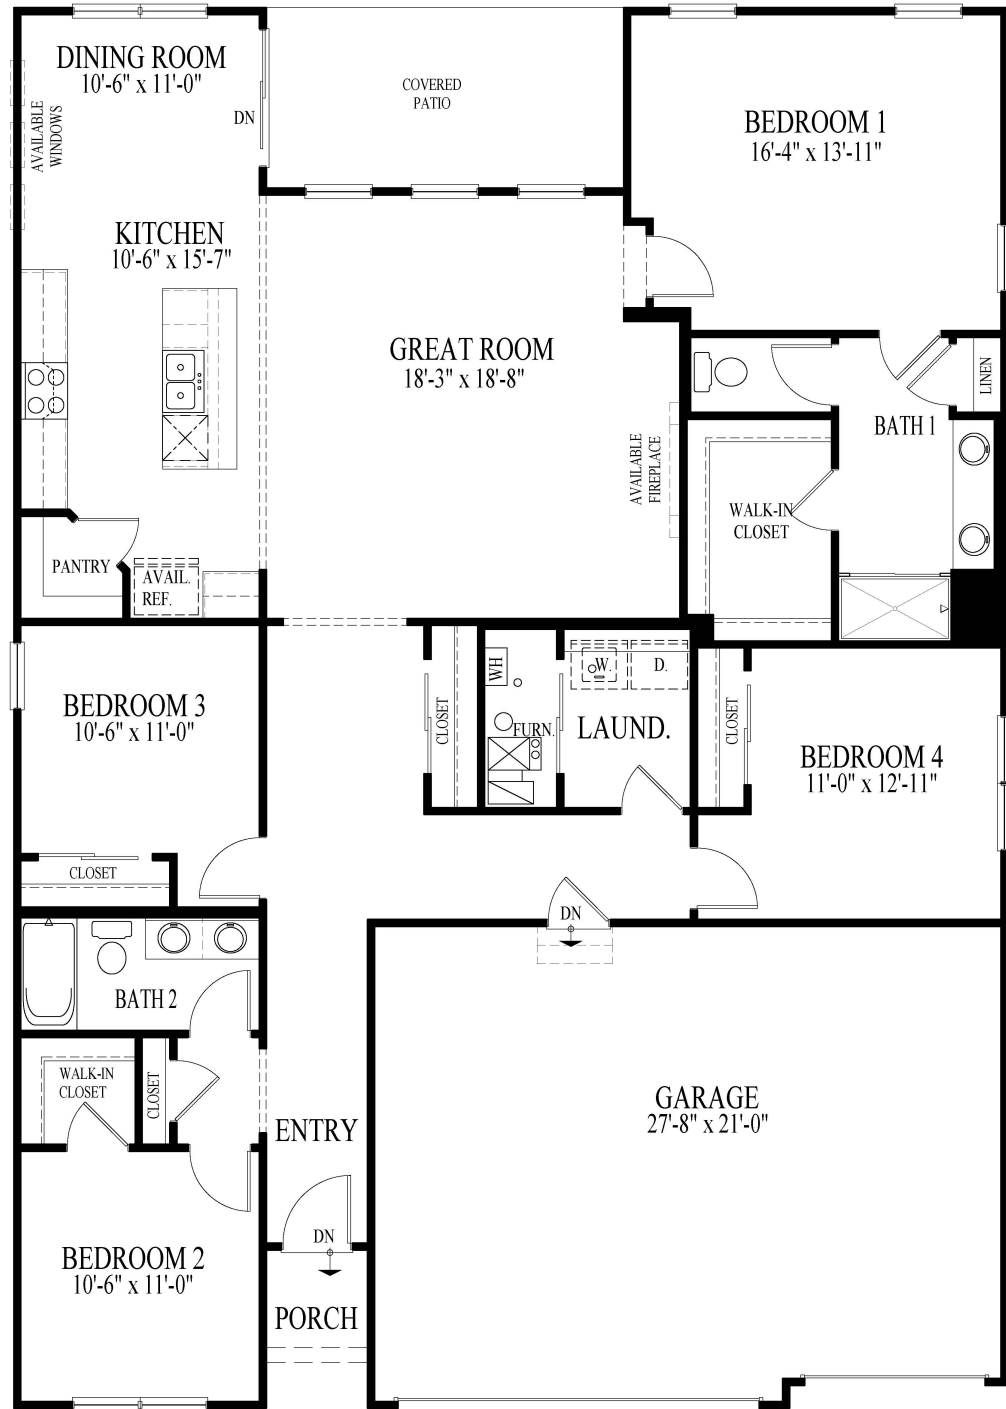 DINING ROOM
10'-6" x 11'-0"
COVERED
PATIO
BEDROOM 1
16'-4" x 13'-11"
AVAILABLE
WINDOWS
DN
KITCHEN
10'-6" x 15'-7"
GREAT ROOM
18'-3" x 18'-8"
LINEN
BATH 1
AVAILABLE
FIREPLACE
WALK-IN
CLOSET
PANTRY
AVAIL.
REF.
WH
W.
D.
BEDROOM 3
10'-6" x 11'-0"
CLOSET
FURN.
LAUND.
CLOSET
BEDROOM 4
11'-0" x 12'-11"
CLOSET
DN
BATH 2
WALK-IN
CLOSET
CLOSET
GARAGE
27'-8" x 21'-0"
ENTRY
DN
BEDROOM 2
10'-6" x 11'-0"
PORCH